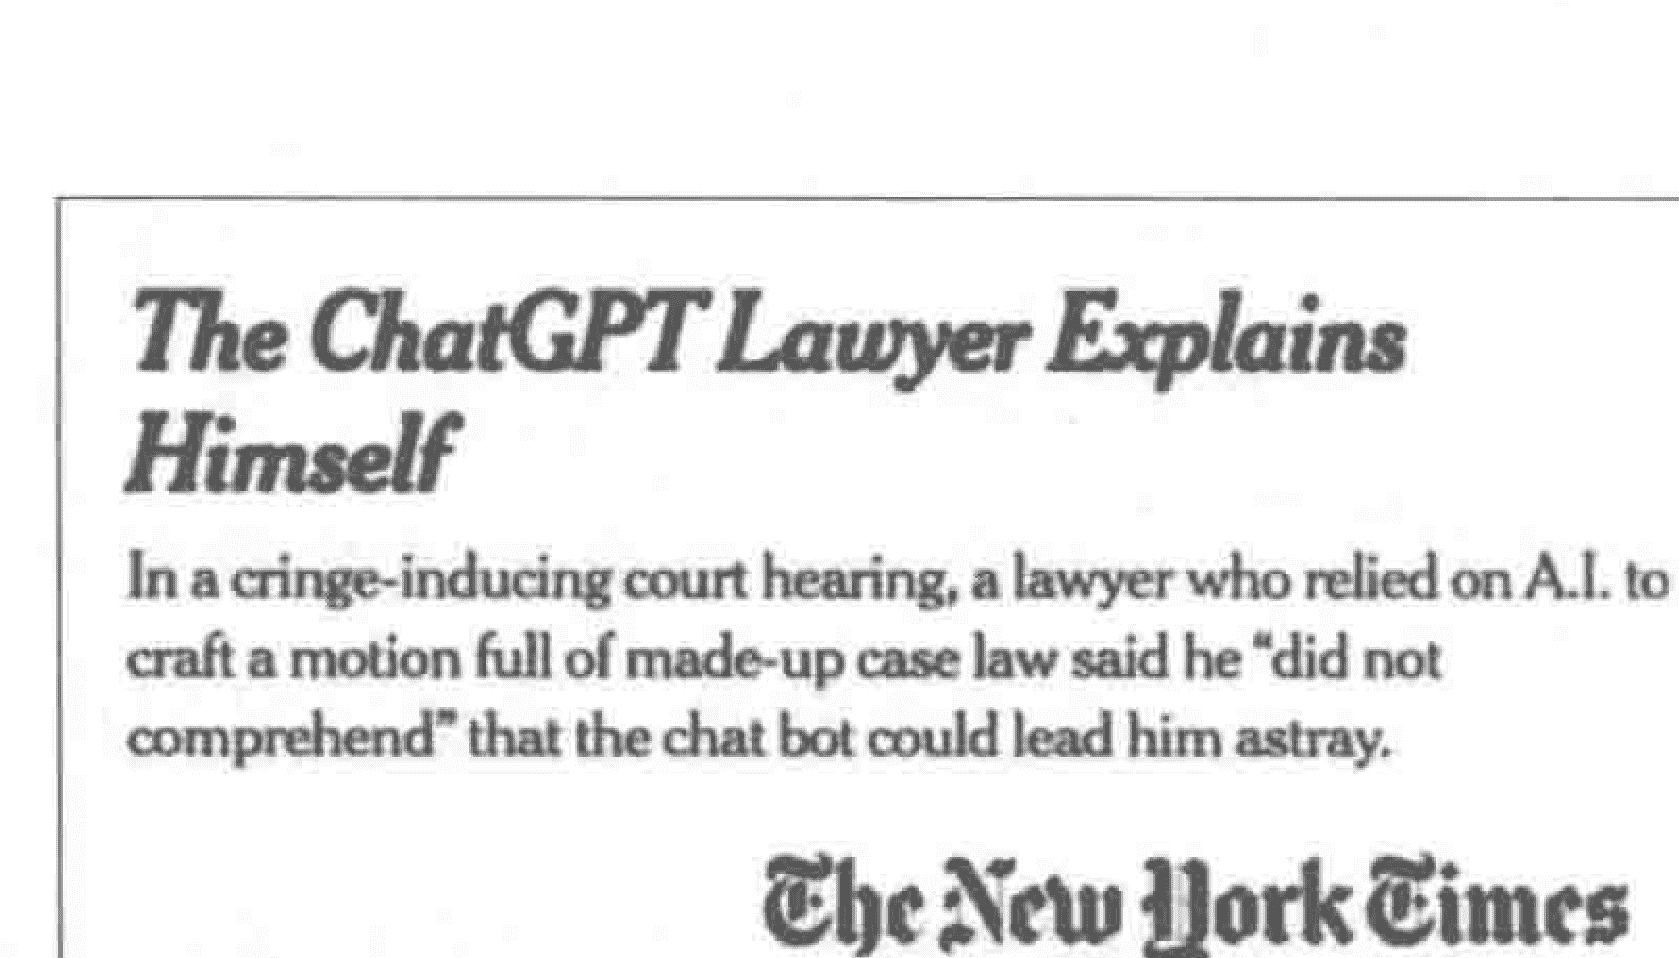 The ChatGPT Lawyer Explains
Himself
In a cringe-inducing court hearing, a lawyer who relied on A.I. to
craft a motion full of made-up case law said he “did not
comprehend” that the chat bot could lead him astray.
The New York Times